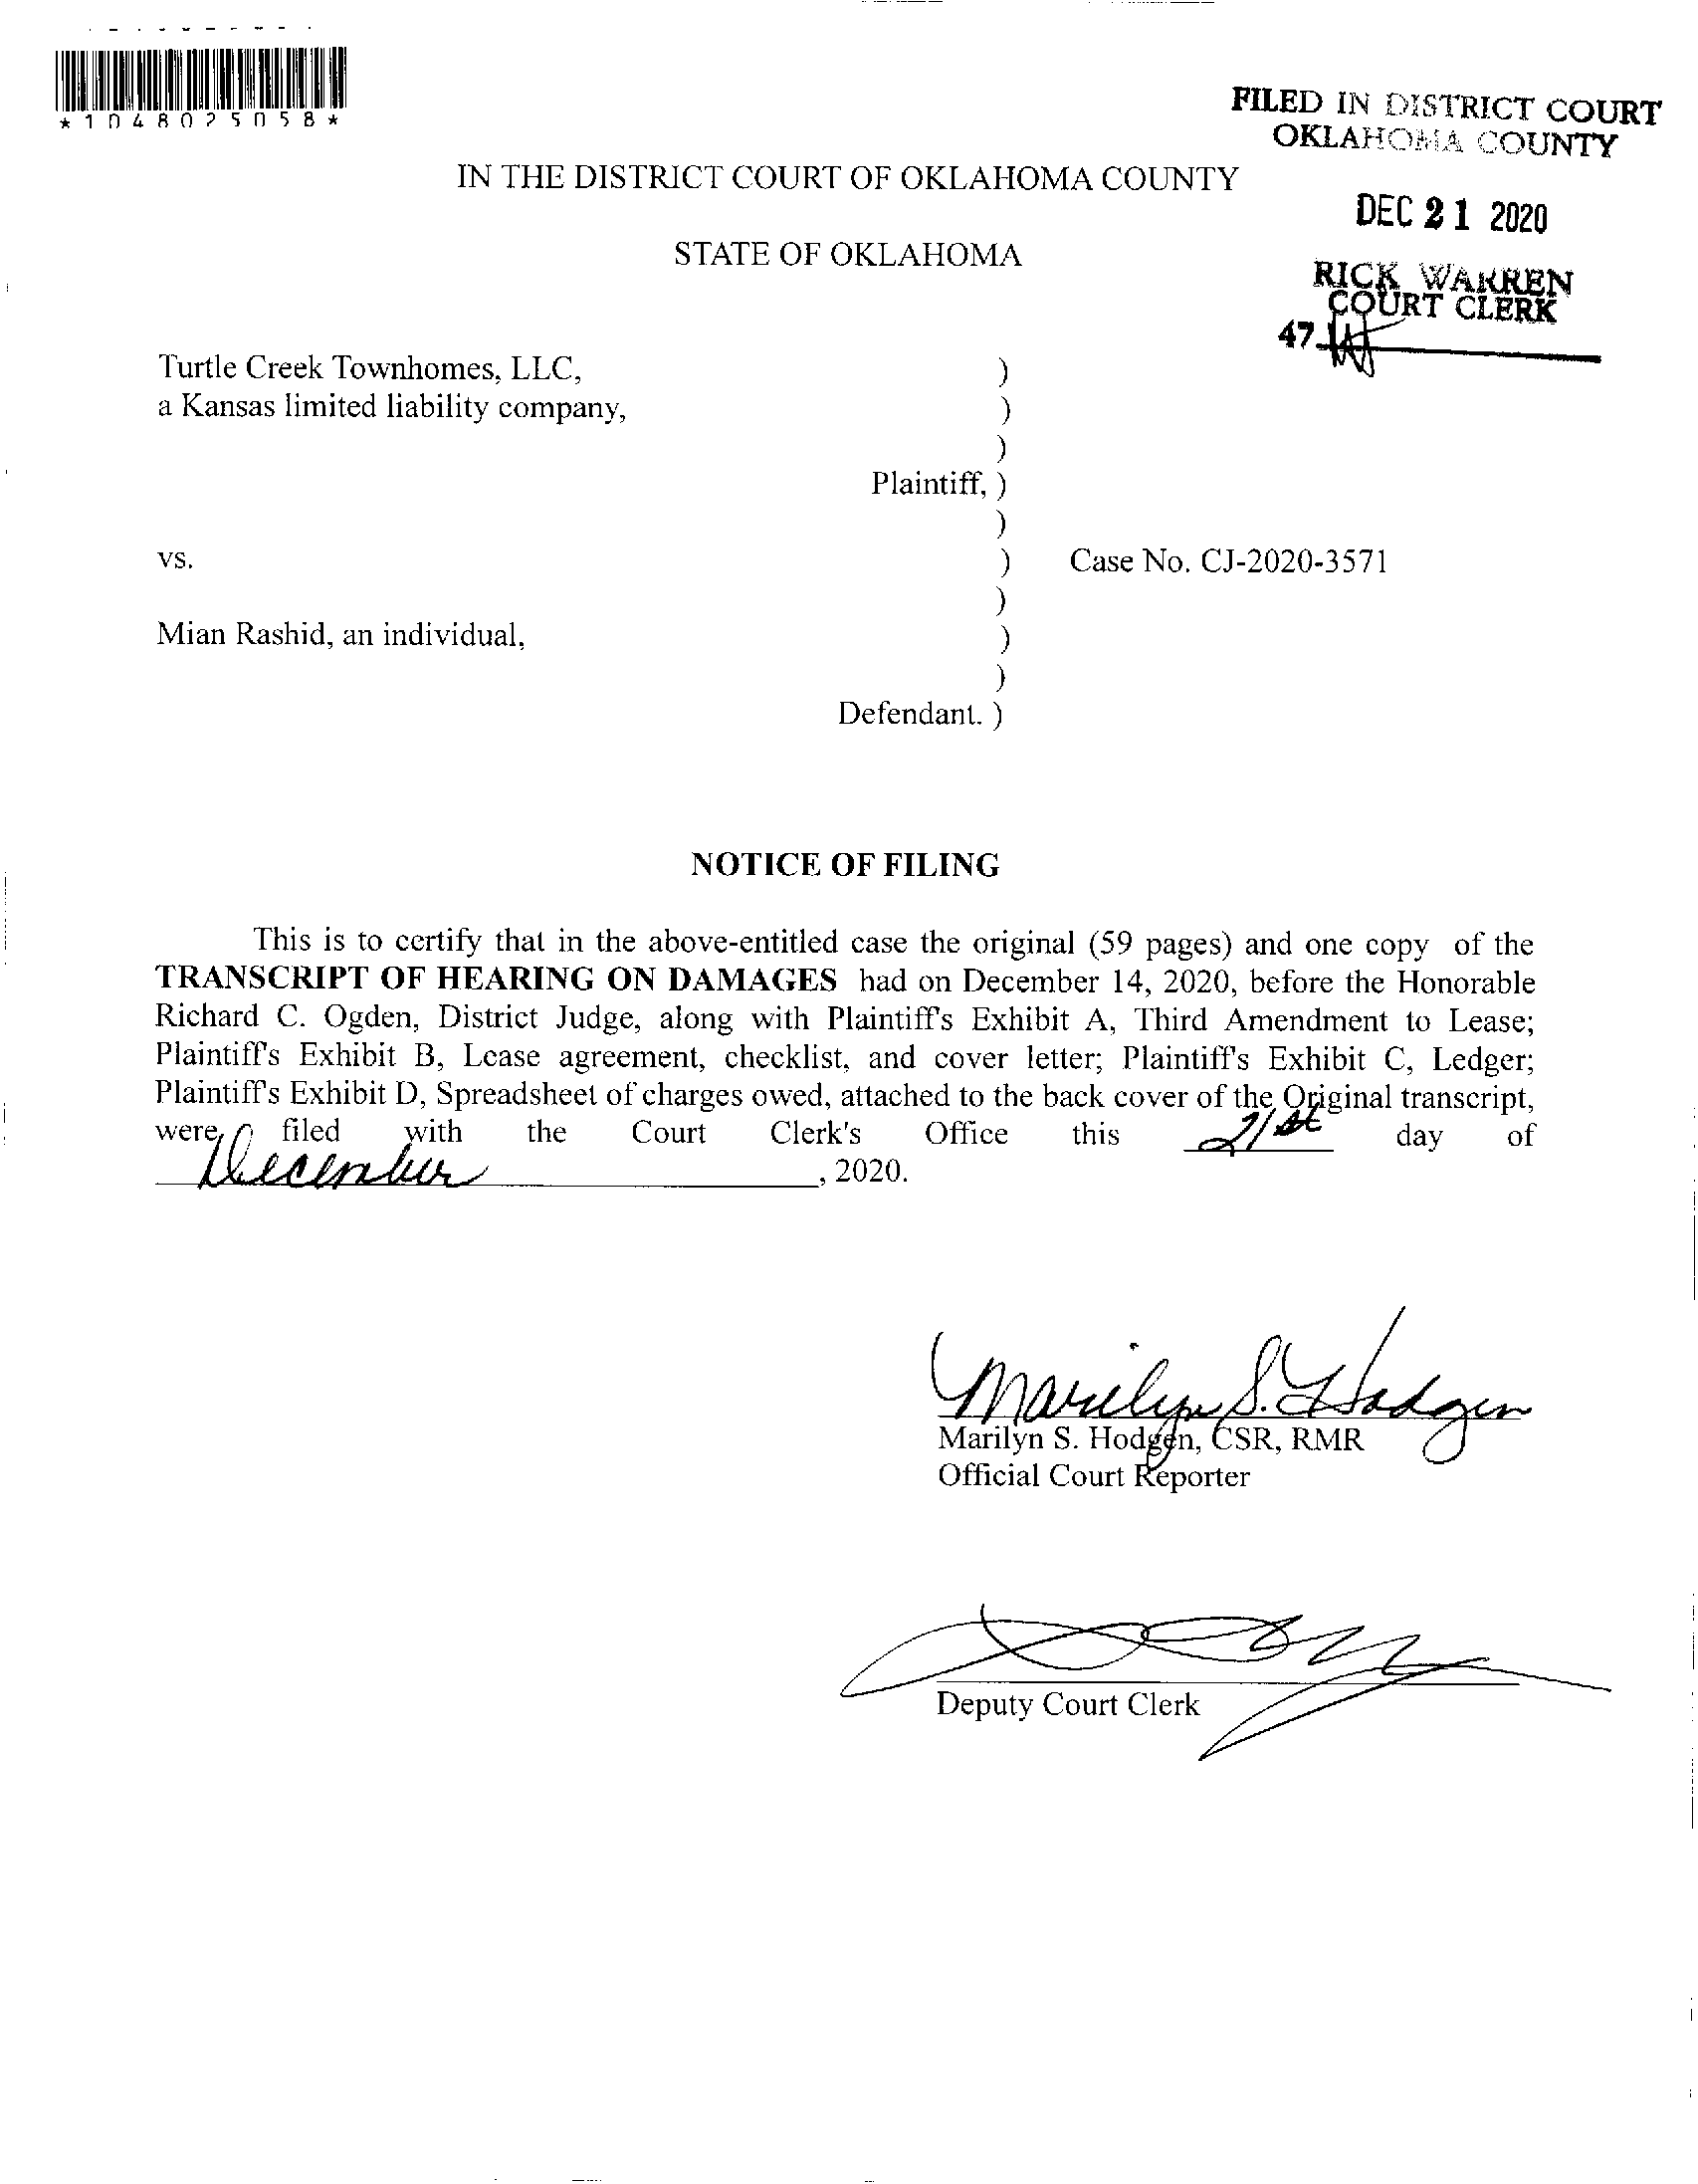 *1048025058*
FILED IN DISTRICT COURT
OKLAHOMA COUNTY
IN THE DISTRICT COURT OF OKLAHOMA COUNTY
DEC 21 2020
STATE OF OKLAHOMA
RICK WARREN
COURT CLERK
47
Turtle Creek Townhomes, LLC, )
a Kansas limited liability company, )
)
Plaintiff, )
)
vs. ) Case No. CJ-2020-3571
)
Mian Rashid, an individual, )
)
Defendant. )
NOTICE OF FILING
This is to certify that in the above-entitled case the original (59 pages) and one copy of the
TRANSCRIPT OF HEARING ON DAMAGES had on December 14, 2020, before the Honorable
Richard C. Ogden, District Judge, along with Plaintiff's Exhibit A, Third Amendment to Lease;
Plaintiff's Exhibit B, Lease agreement, checklist, and cover letter; Plaintiff's Exhibit C, Ledger;
Plaintiff's Exhibit D, Spreadsheet of charges owed, attached to the back cover of the Original transcript,
were filed with the Court Clerk's Office this 21st day of
December, 2020.
Marilyn S. Hodgen
Marilyn S. Hodgen, CSR, RMR
Official Court Reporter
Deputy Court Clerk